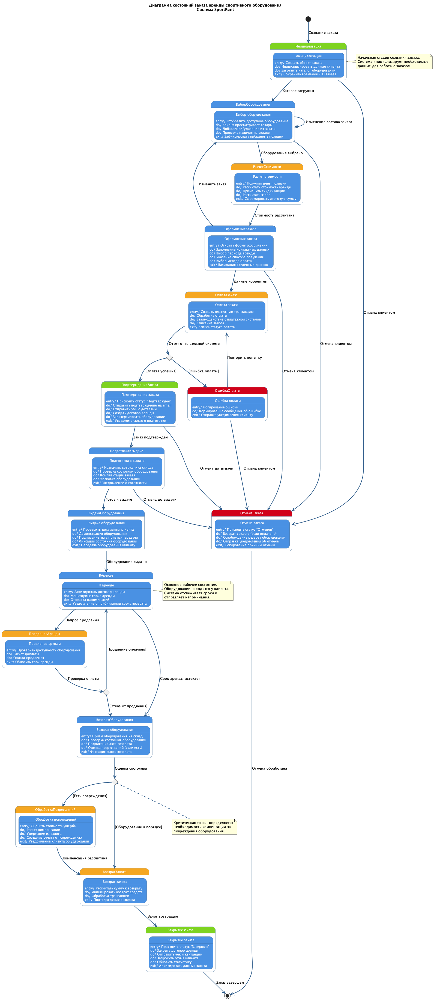 Диаграмма состояний заказа аренды спортивного оборудования
Система SportRent
Создание заказа
Инициализация
Инициализация
entry/ Создать объект заказа
do/ Инициализировать данные клиента
do/ Загрузить каталог оборудования
exit/ Сохранить временный ID заказа
Начальная стадия создания заказа.
Система инициализирует необходимые
данные для работы с заказом.
Каталог загружен
ВыборОборудования
Выбор оборудования
entry/ Отобразить доступное оборудование
do/ Клиент просматривает товары
do/ Добавление/удаление из заказа
do/ Проверка наличия на складе
exit/ Зафиксировать выбранные позиции
Изменение состава заказа
Оборудование выбрано
РасчетСтоимости
Расчет стоимости
entry/ Получить цены позиций
do/ Рассчитать стоимость аренды
do/ Применить скидки/акции
do/ Рассчитать залог
exit/ Сформировать итоговую сумму
Изменить заказ
Стоимость рассчитана
ОформлениеЗаказа
Оформление заказа
entry/ Открыть форму оформления
do/ Заполнение контактных данных
do/ Выбор периода аренды
do/ Указание способа получения
do/ Выбор метода оплаты
exit/ Валидация введенных данных
Данные корректны
ОплатаЗаказа
Оплата заказа
entry/ Создать платежную транзакцию
do/ Обработка оплаты
do/ Взаимодействие с платежной системой
do/ Списание залога
exit/ Запись статуса оплаты
Отмена клиентом
Ответ от платежной системы
Отмена клиентом
Повторить попытку
[Оплата успешна]
[Ошибка оплаты]
Отмена клиентом
ПодтверждениеЗаказа
Подтверждение заказа
entry/ Присвоить статус "Подтвержден"
do/ Отправить подтверждение на email
do/ Отправить SMS с деталями
do/ Создать договор аренды
do/ Зарезервировать оборудование
exit/ Уведомить склад о подготовке
ОшибкаОплаты
Ошибка оплаты
entry/ Логирование ошибки
do/ Формирование сообщения об ошибке
exit/ Отправка уведомления клиенту
Заказ подтвержден
ПодготовкаКВыдаче
Подготовка к выдаче
entry/ Назначить сотрудника склада
do/ Проверка состояния оборудования
do/ Комплектация заказа
do/ Упаковка оборудования
exit/ Уведомление о готовности
Отмена до выдачи
Отмена клиентом
Готов к выдаче
Отмена до выдачи
ВыдачаОборудования
Выдача оборудования
entry/ Проверить документы клиента
do/ Демонстрация оборудования
do/ Подписание акта приема-передачи
do/ Фиксация состояния оборудования
exit/ Передача оборудования клиенту
ОтменаЗаказа
Отмена заказа
entry/ Присвоить статус "Отменен"
do/ Возврат средств (если оплачено)
do/ Освобождение резерва оборудования
do/ Отправка уведомления об отмене
exit/ Логирование причины отмены
Оборудование выдано
ВАренде
В аренде
entry/ Активировать договор аренды
do/ Мониторинг срока аренды
do/ Отправка напоминаний
exit/ Уведомление о приближении срока возврата
Основное рабочее состояние.
Оборудование находится у клиента.
Система отслеживает сроки и
отправляет напоминания.
Запрос продления
ПродлениеАренды
Продление аренды
entry/ Проверить доступность оборудования
do/ Расчет доплаты
do/ Оплата продления
exit/ Обновить срок аренды
[Продление оплачено]
Проверка оплаты
Срок аренды истекает
[Отказ от продления]
ВозвратОборудования
Возврат оборудования
entry/ Прием оборудования на склад
do/ Проверка состояния оборудования
do/ Подписание акта возврата
do/ Оценка повреждений (если есть)
exit/ Фиксация факта возврата
Оценка состояния
Отмена обработана
[Есть повреждения]
ОбработкаПовреждений
Обработка повреждений
entry/ Оценить стоимость ущерба
do/ Расчет компенсации
do/ Удержание из залога
do/ Создание отчета о повреждениях
exit/ Уведомление клиента об удержании
[Оборудование в порядке]
Критическая точка: определяется
необходимость компенсации за
повреждения оборудования.
Компенсация рассчитана
ВозвратЗалога
Возврат залога
entry/ Рассчитать сумму к возврату
do/ Инициировать возврат средств
do/ Обработка транзакции
exit/ Подтверждение возврата
Залог возвращен
ЗакрытиеЗаказа
Закрытие заказа
entry/ Присвоить статус "Завершен"
do/ Закрыть договор аренды
do/ Отправить чек и квитанции
do/ Запросить отзыв клиента
do/ Обновить статистику
exit/ Архивировать данные заказа
Заказ завершен